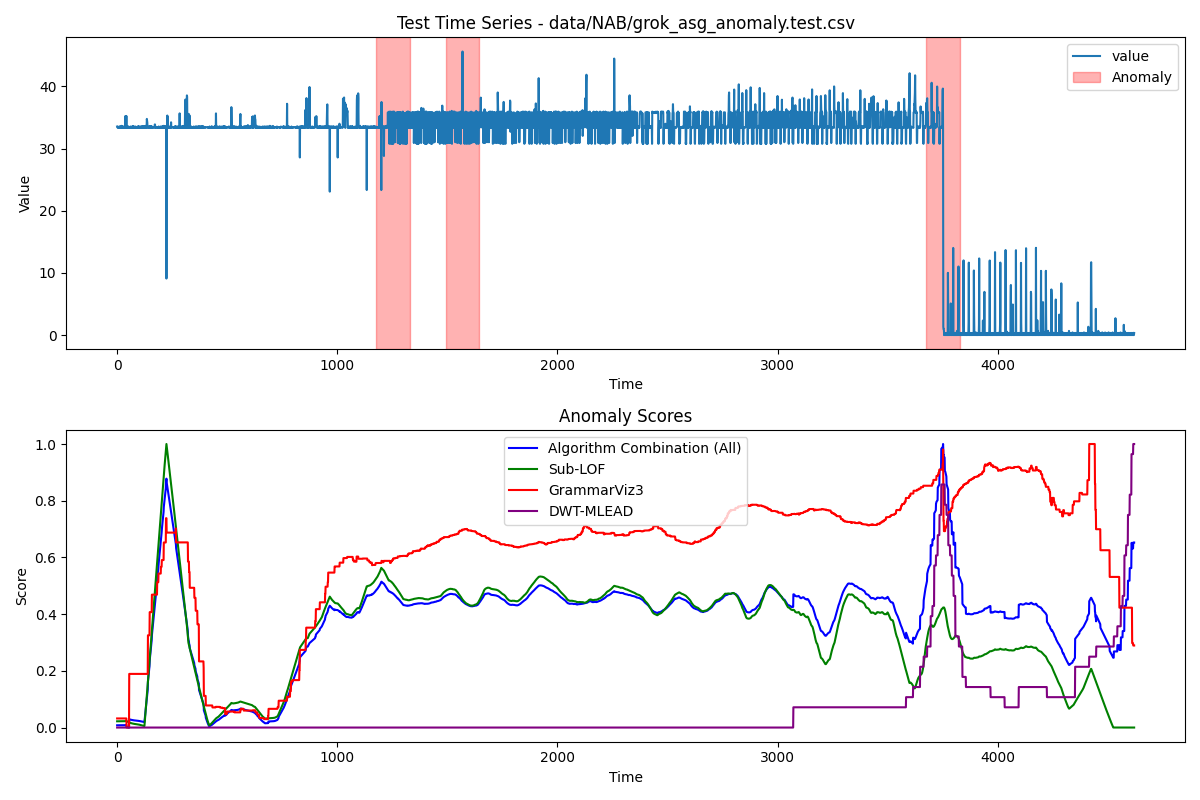 Test Time Series - data/NAB/grok_asg_anomaly.test.csv
Value
40
30
20
10
0
value
Anomaly
0
1000
2000
3000
4000
Time
Anomaly Scores
Score
1.0
0.8
0.6
0.4
0.2
0.0
Algorithm Combination (All)
Sub-LOF
GrammarViz3
DWT-MLEAD
0
1000
2000
3000
4000
Time